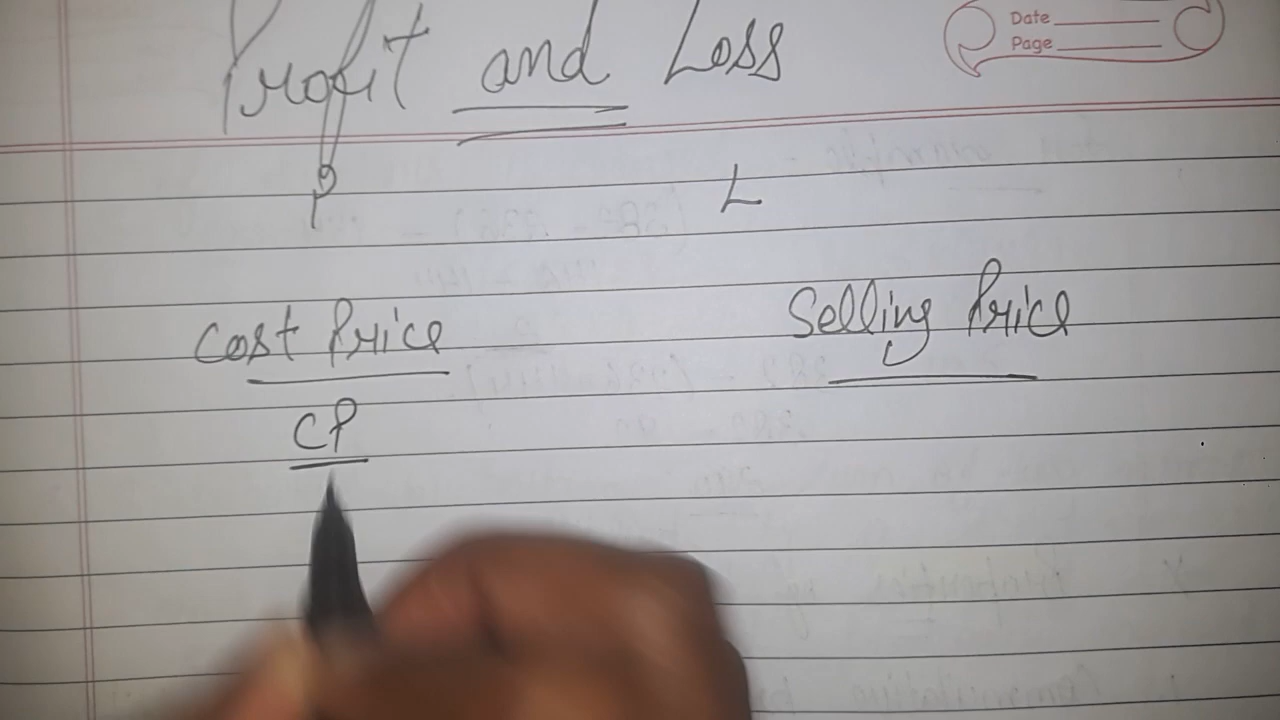 Date
Page
Profit and Loss
P L
Cost Price Selling Price
CP